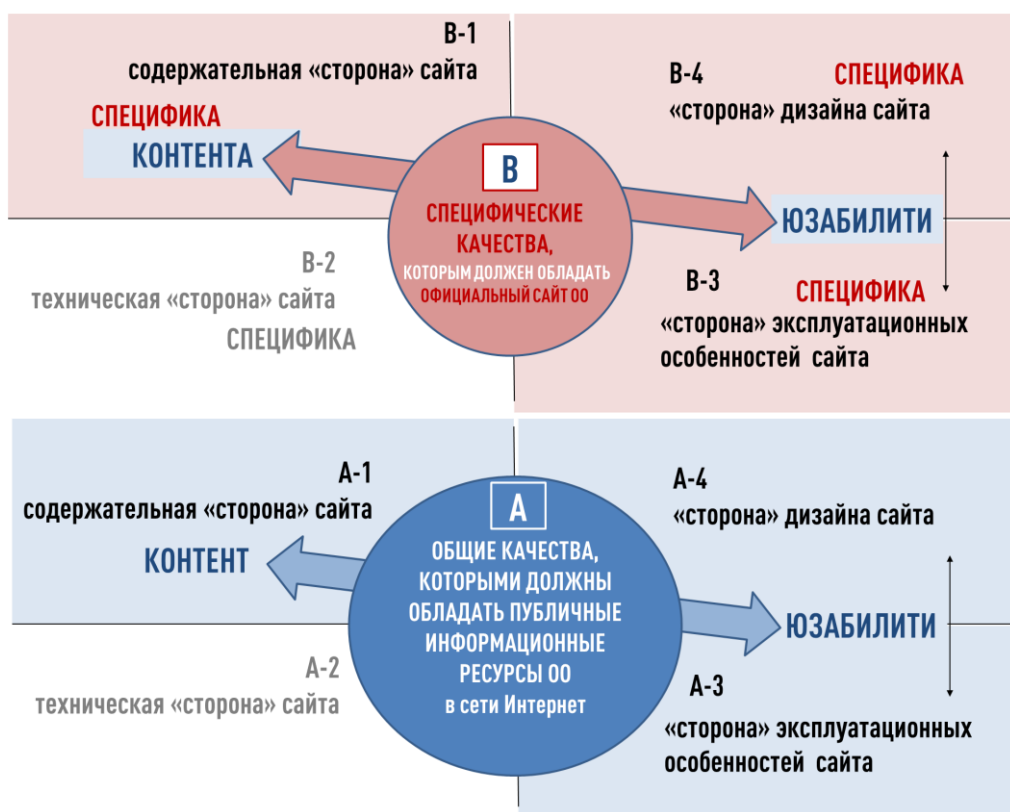 В-1
содержательная «сторона» сайта
СПЕЦИФИКА
КОНТЕНТА
В-4 СПЕЦИФИКА
«сторона» дизайна сайта
В
СПЕЦИФИЧЕСКИЕ
КАЧЕСТВА,
КОТОРЫМ ДОЛЖЕН ОБЛАДАТЬ
ОФИЦИАЛЬНЫЙ САЙТ ОО
ЮЗАБИЛИТИ
В-2
техническая «сторона» сайта
СПЕЦИФИКА
В-3 СПЕЦИФИКА
«сторона» эксплуатационных
особенностей сайта
А-1
содержательная «сторона» сайта
КОНТЕНТ
А-4
«сторона» дизайна сайта
А
ОБЩИЕ КАЧЕСТВА,
КОТОРЫМИ ДОЛЖНЫ
ОБЛАДАТЬ ПУБЛИЧНЫЕ
ИНФОРМАЦИОННЫЕ
РЕСУРСЫ ОО
в сети Интернет
ЮЗАБИЛИТИ
А-2
техническая «сторона» сайта
А-3
«сторона» эксплуатационных
особенностей сайта